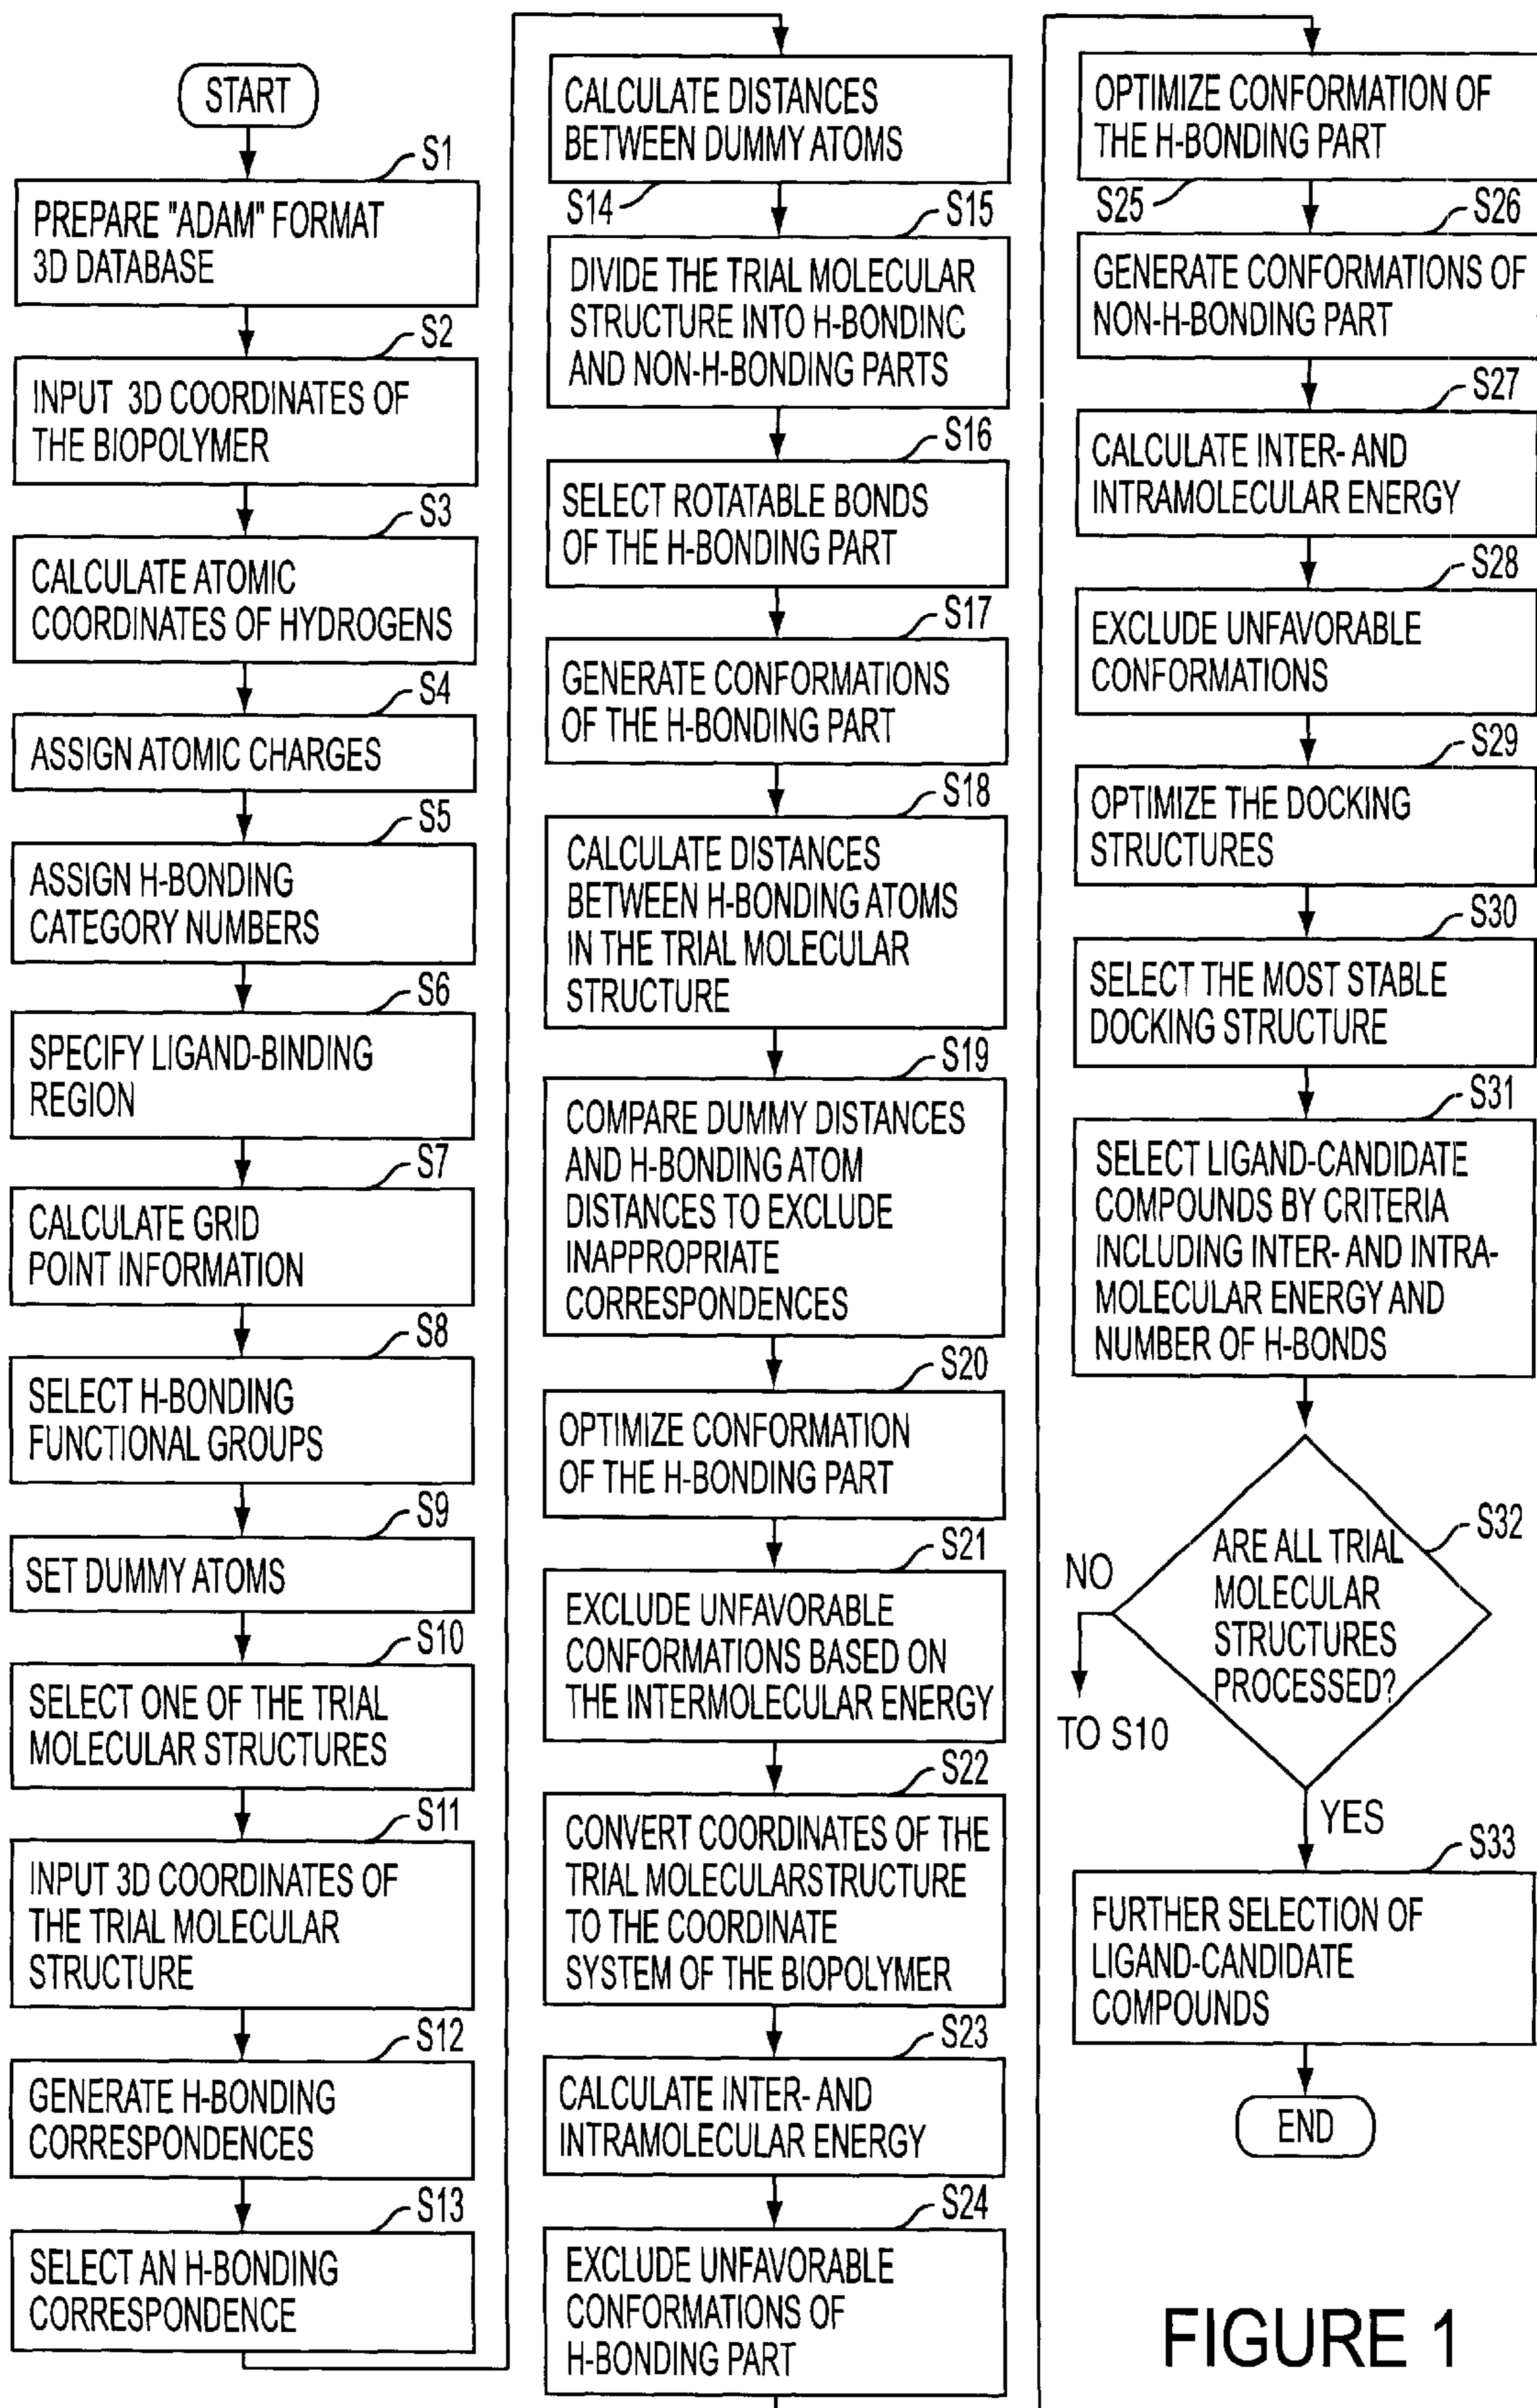 START
S1
PREPARE "ADAM" FORMAT
3D DATABASE
S2
INPUT 3D COORDINATES OF
THE BIOPOLYMER
S3
CALCULATE ATOMIC
COORDINATES OF HYDROGENS
S4
ASSIGN ATOMIC CHARGES
S5
ASSIGN H-BONDING
CATEGORY NUMBERS
S6
SPECIFY LIGAND-BINDING
REGION
S7
CALCULATE GRID
POINT INFORMATION
S8
SELECT H-BONDING
FUNCTIONAL GROUPS
S9
SET DUMMY ATOMS
S10
SELECT ONE OF THE TRIAL
MOLECULAR STRUCTURES
S11
INPUT 3D COORDINATES OF
THE TRIAL MOLECULAR
STRUCTURE
S12
GENERATE H-BONDING
CORRESPONDENCES
S13
SELECT AN H-BONDING
CORRESPONDENCE
CALCULATE DISTANCES
BETWEEN DUMMY ATOMS
S14
S15
DIVIDE THE TRIAL MOLECULAR
STRUCTURE INTO H-BONDINC
AND NON-H-BONDING PARTS
S16
SELECT ROTATABLE BONDS
OF THE H-BONDING PART
S17
GENERATE CONFORMATIONS
OF THE H-BONDING PART
S18
CALCULATE DISTANCES
BETWEEN H-BONDING ATOMS
IN THE TRIAL MOLECULAR
STRUCTURE
S19
COMPARE DUMMY DISTANCES
AND H-BONDING ATOM
DISTANCES TO EXCLUDE
INAPPROPRIATE
CORRESPONDENCES
S20
OPTIMIZE CONFORMATION
OF THE H-BONDING PART
S21
EXCLUDE UNFAVORABLE
CONFORMATIONS BASED ON
THE INTERMOLECULAR ENERGY
S22
CONVERT COORDINATES OF THE
TRIAL MOLECULARSTRUCTURE
TO THE COORDINATE
SYSTEM OF THE BIOPOLYMER
S23
CALCULATE INTER- AND
INTRAMOLECULAR ENERGY
S24
EXCLUDE UNFAVORABLE
CONFORMATIONS OF
H-BONDING PART
OPTIMIZE CONFORMATION OF
THE H-BONDING PART
S25
S26
GENERATE CONFORMATIONS OF
NON-H-BONDING PART
S27
CALCULATE INTER- AND
INTRAMOLECULAR ENERGY
S28
EXCLUDE UNFAVORABLE
CONFORMATIONS
S29
OPTIMIZE THE DOCKING
STRUCTURES
S30
SELECT THE MOST STABLE
DOCKING STRUCTURE
S31
SELECT LIGAND-CANDIDATE
COMPOUNDS BY CRITERIA
INCLUDING INTER- AND INTRA-
MOLECULAR ENERGY AND
NUMBER OF H-BONDS
S32
ARE ALL TRIAL
MOLECULAR
STRUCTURES
PROCESSED?
NO
TO S10
YES
S33
FURTHER SELECTION OF
LIGAND-CANDIDATE
COMPOUNDS
END
FIGURE 1